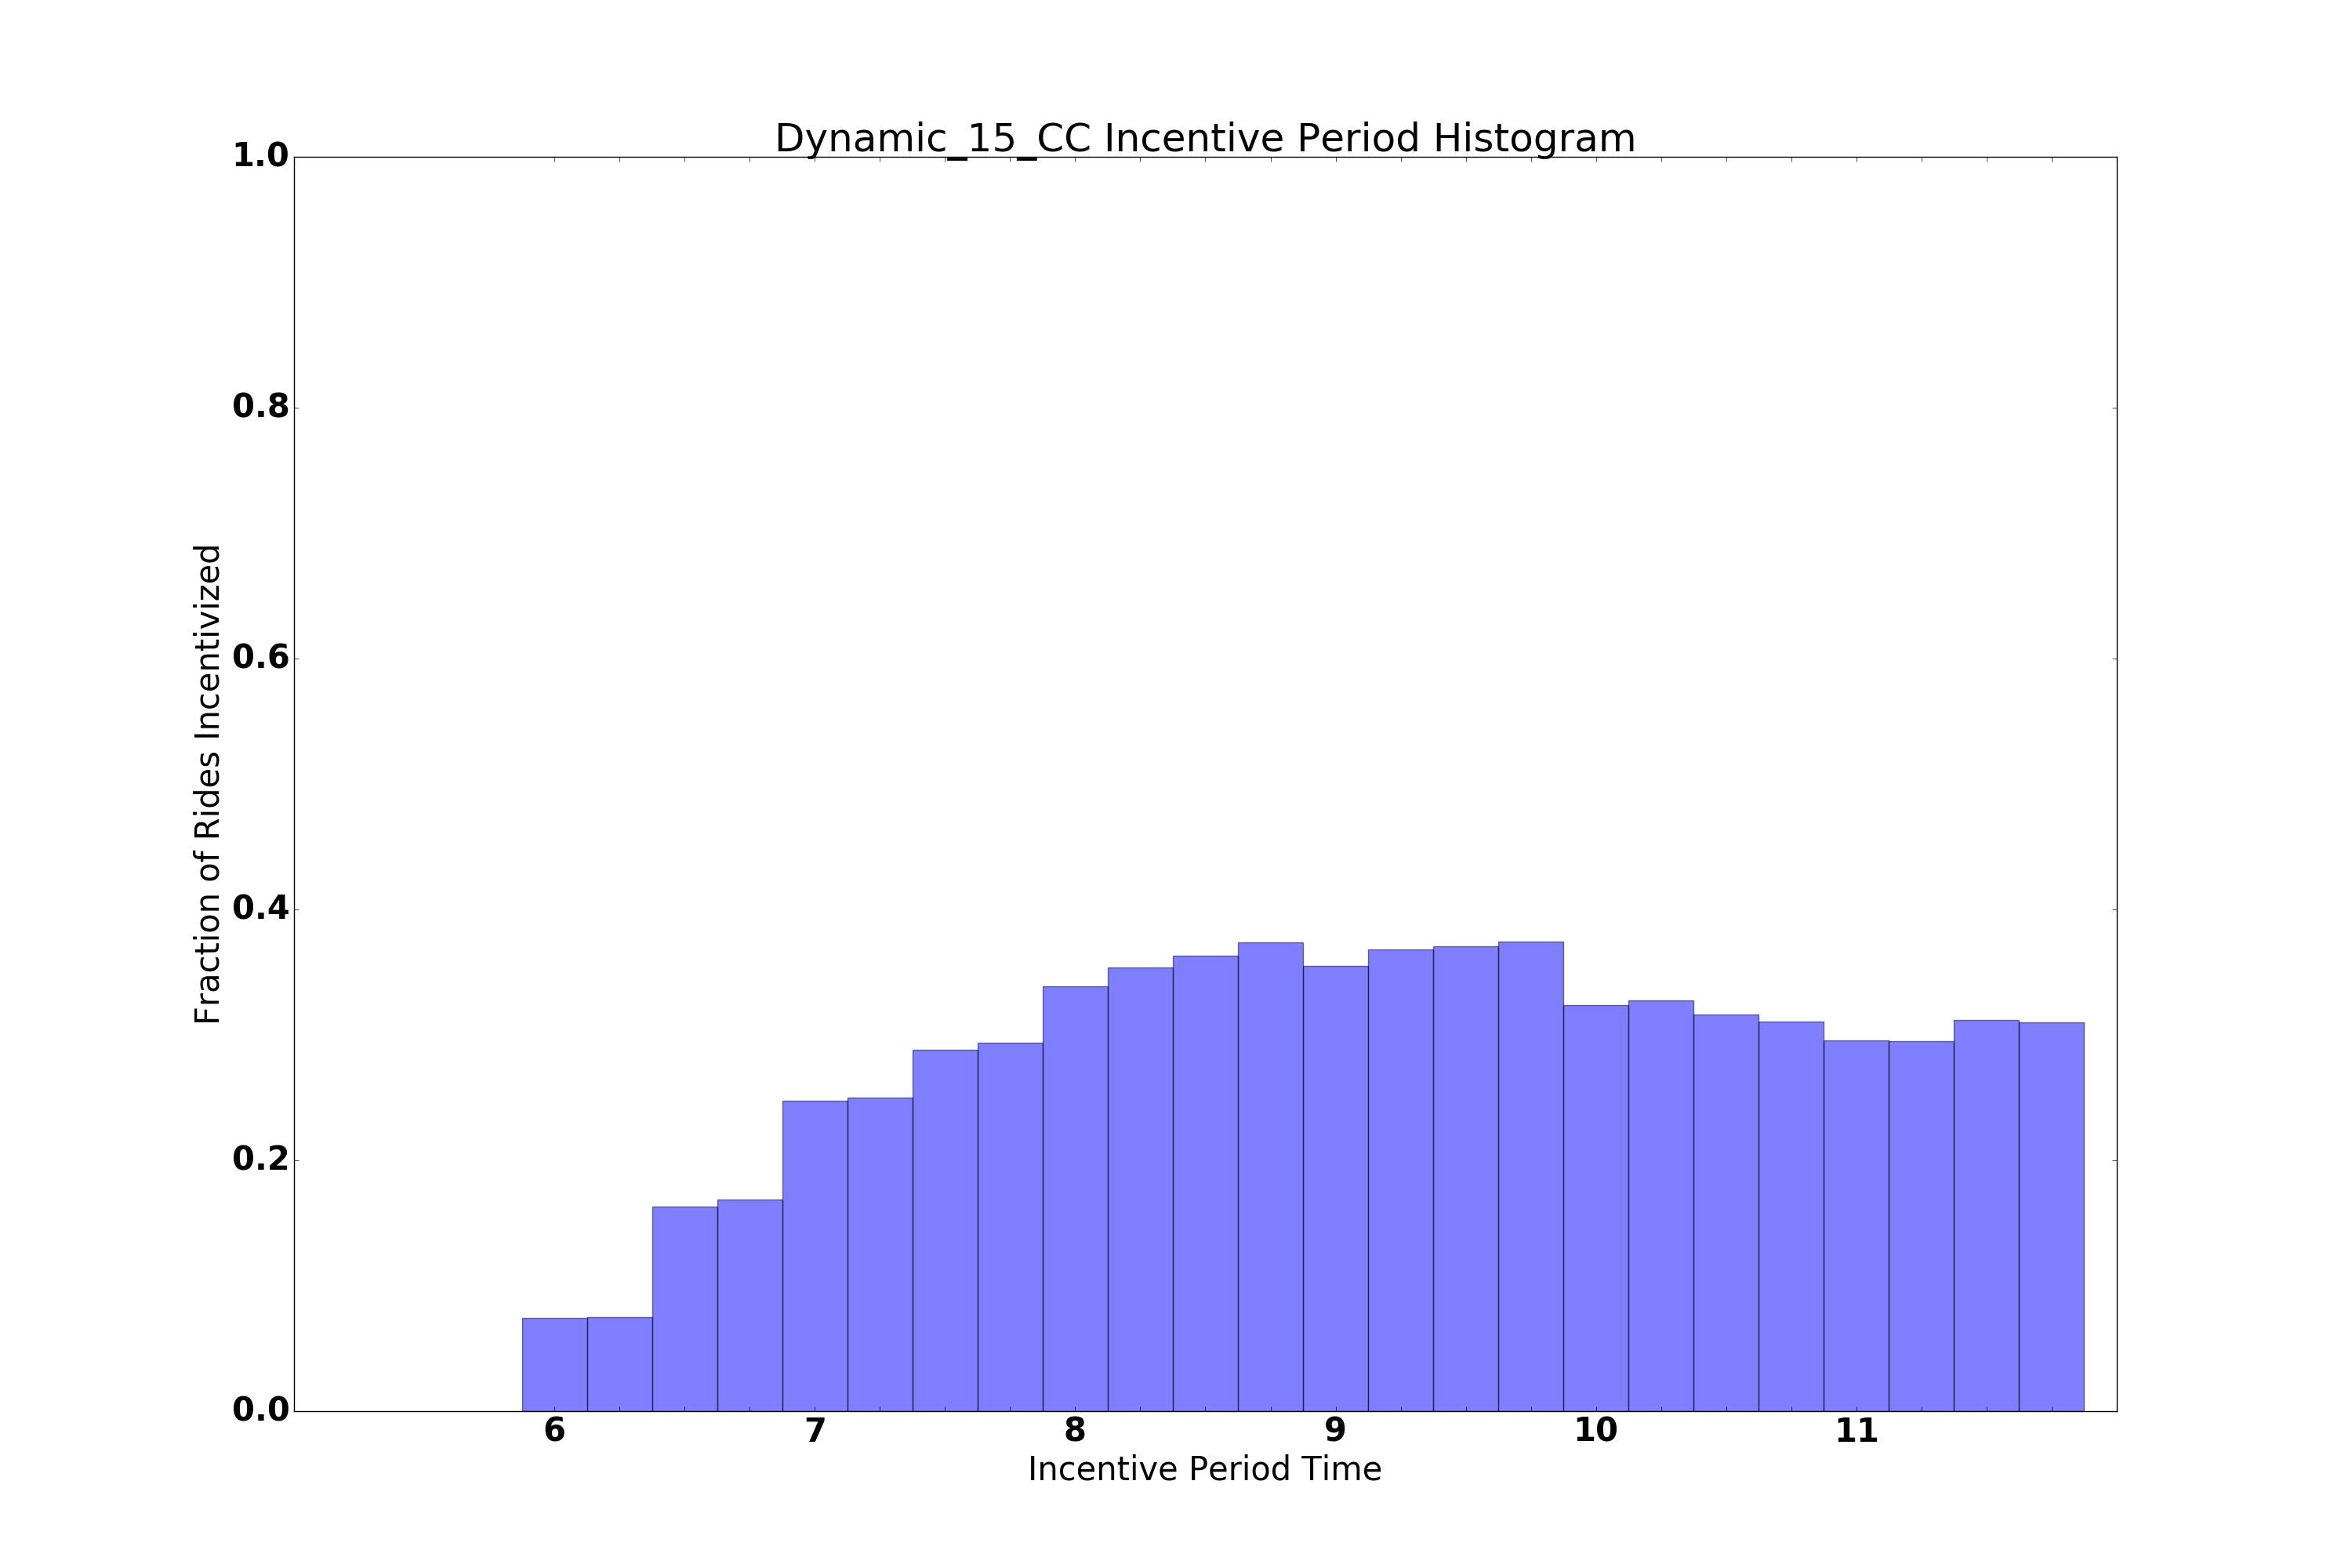 Dynamic_15_CC Incentive Period Histogram
1.0
0.8
0.6
0.4
0.2
0.0
Fraction of Rides Incentivized
6 7 8 9 10 11
Incentive Period Time